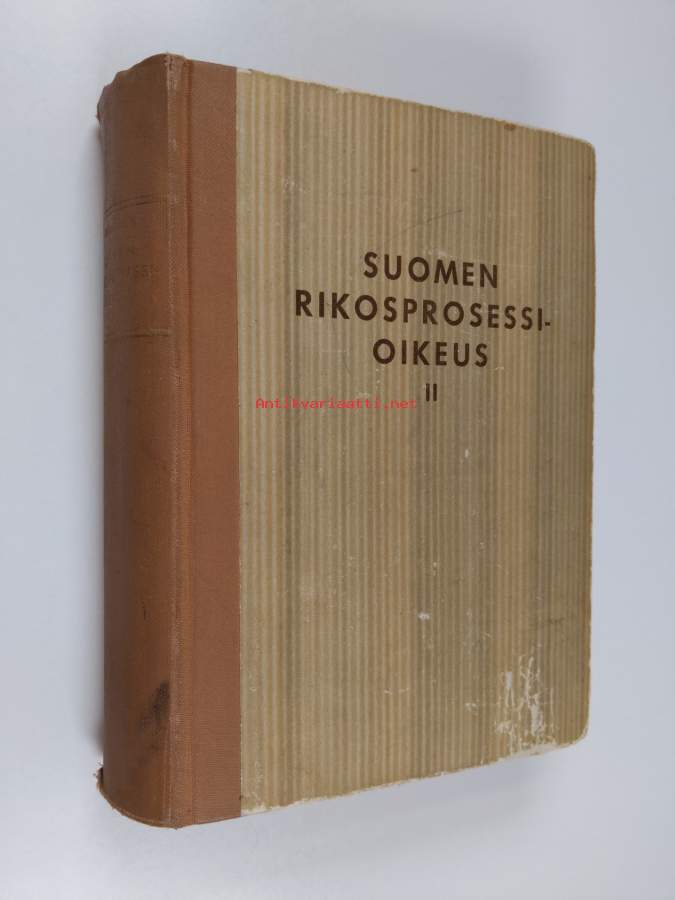 SUOMEN
RIKOSPROSESSI-
OIKEUS
II
Antikvariaatti.net